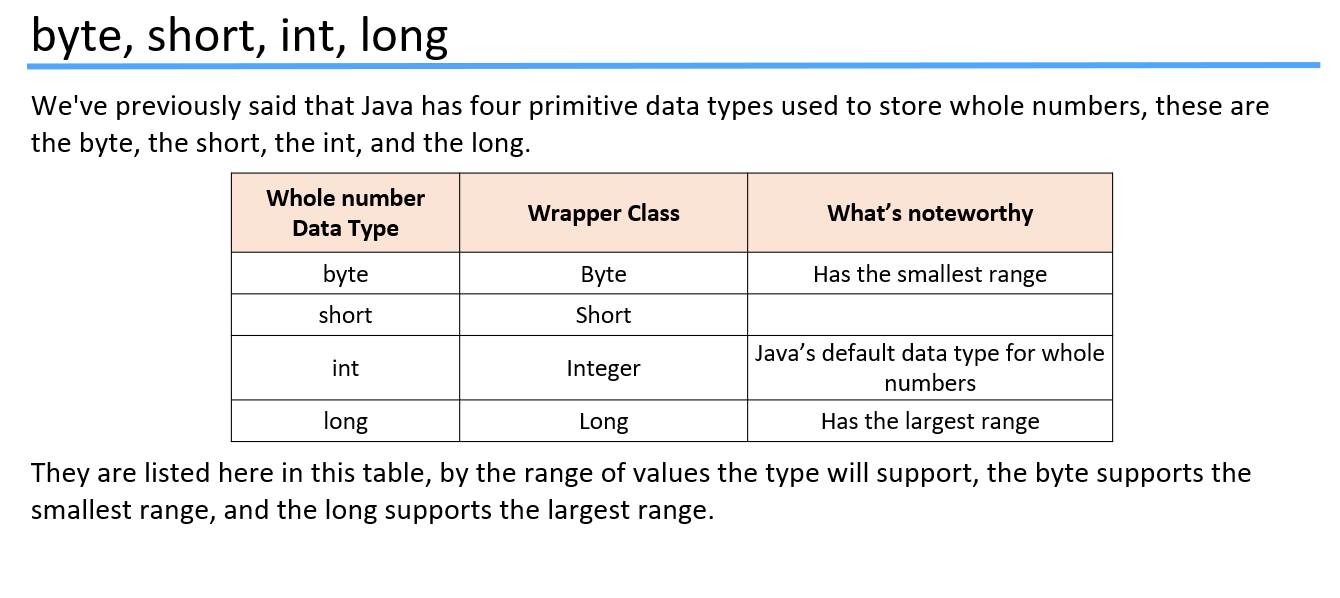 byte, short, int, long
We've previously said that Java has four primitive data types used to store whole numbers, these are
the byte, the short, the int, and the long.
Whole number
Data Type
Wrapper Class
What’s noteworthy
byte
Byte
Has the smallest range
short
Short
int
Integer
Java’s default data type for whole
numbers
long
Long
Has the largest range
They are listed here in this table, by the range of values the type will support, the byte supports the
smallest range, and the long supports the largest range.